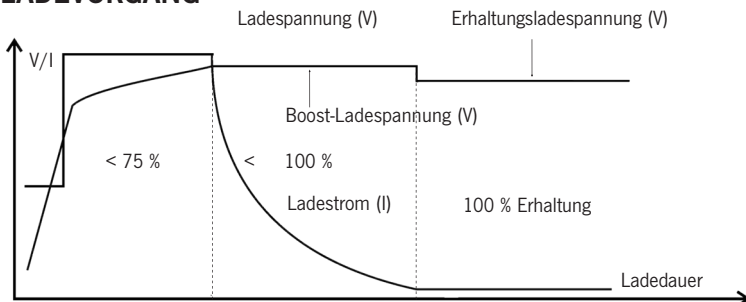 LADEVORGANG
Ladespannung (V)
Erhaltungsladespannung (V)
V/I
Boost-Ladespannung (V)
< 75 %
< 100 %
Ladestrom (I)
100 % Erhaltung
Ladedauer